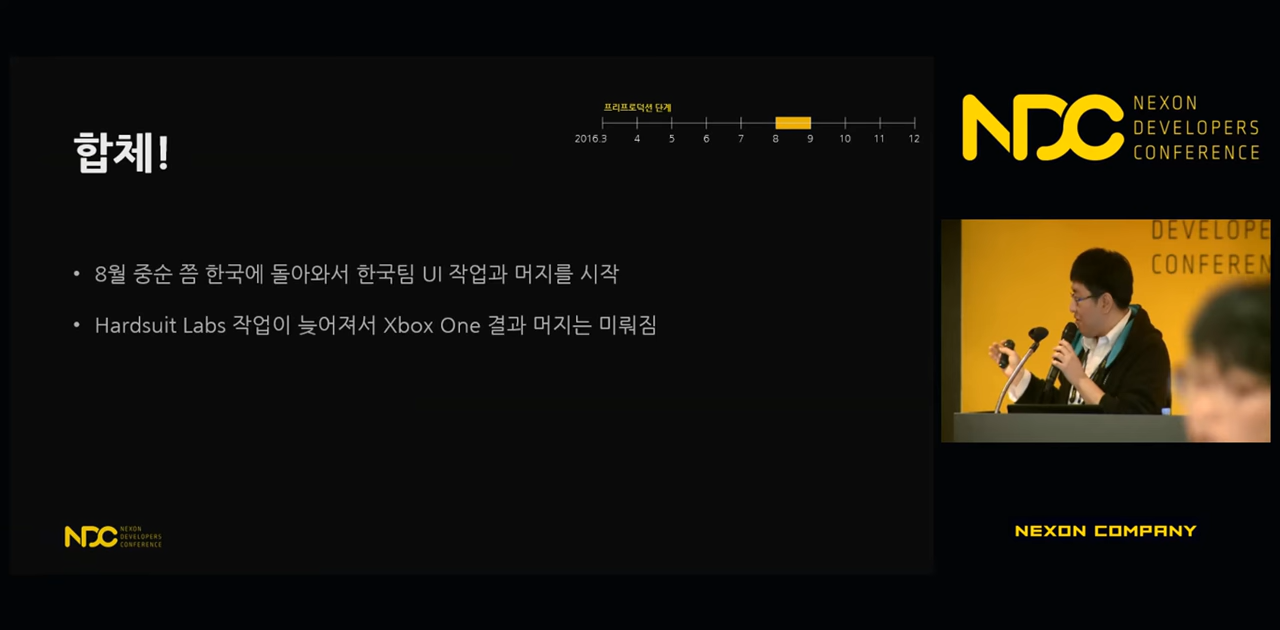 프리프로덕션 단계
2016.3 4 5 6 7 8 9 10 11 12
합체!
• 8월 중순 쯤 한국에 돌아와서 한국팀 UI 작업과 머지를 시작
• Hardsuit Labs 작업이 늦어져서 Xbox One 결과 머지는 미뤄짐
NDC NEXON
DEVELOPERS
CONFERENCE
NDC NEXON
DEVELOPERS
CONFERENCE
DEVELOPE
CONFEREN
NEXON COMPANY